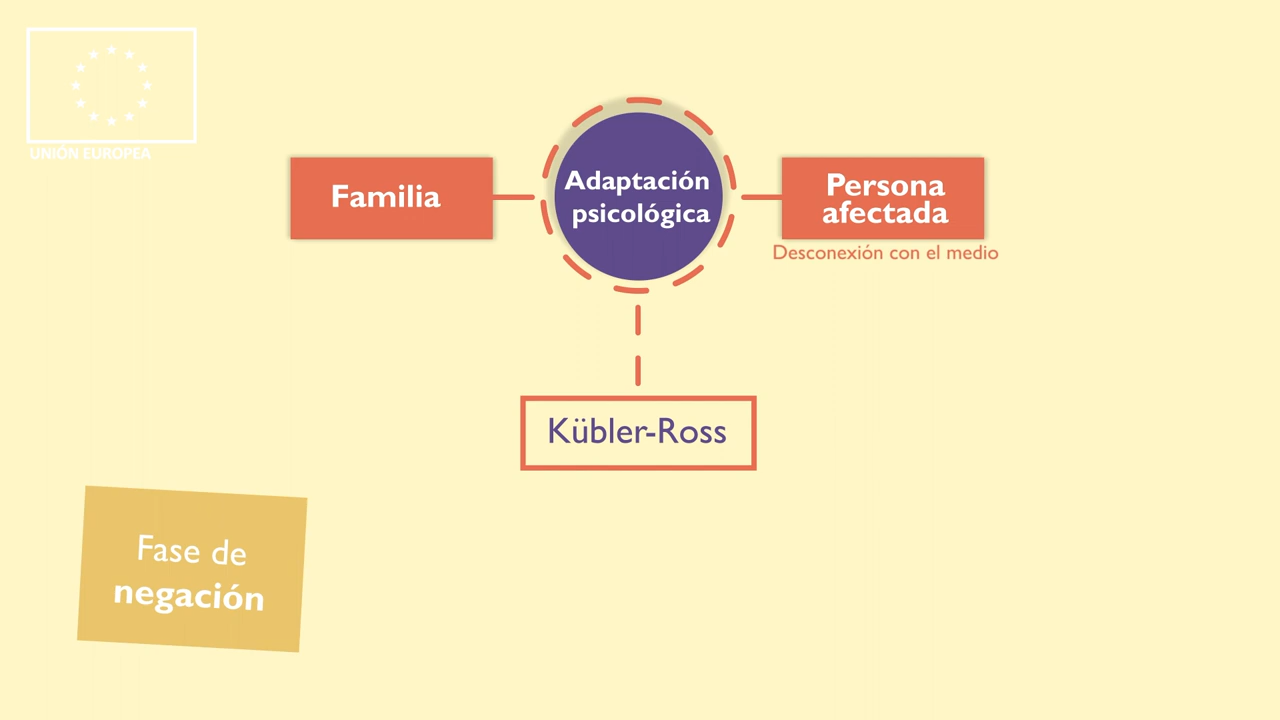 UNIÓN EUROPEA
Familia
Adaptación
psicológica
Persona
afectada
Desconexión con el medio
Kübler-Ross
Fase de
negación